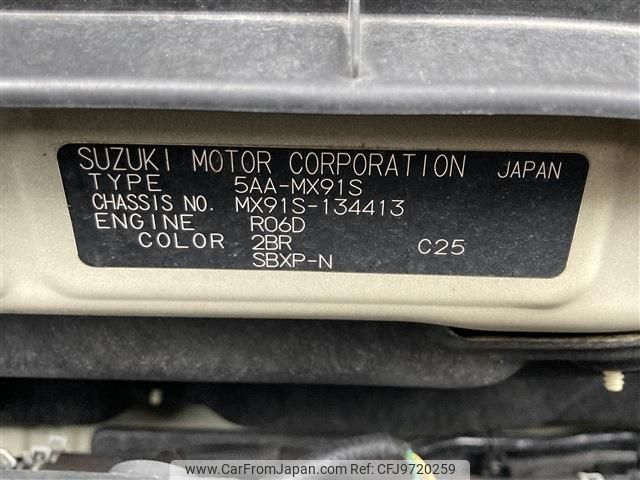 SUZUKI MOTOR CORPORATION JAPAN
TYPE 5AA-MX91S
CHASSIS NO. MX91S-134413
ENGINE R06D
COLOR 2BR C25
SBXP-N
www.CarFromJapan.com - CFJ9720259